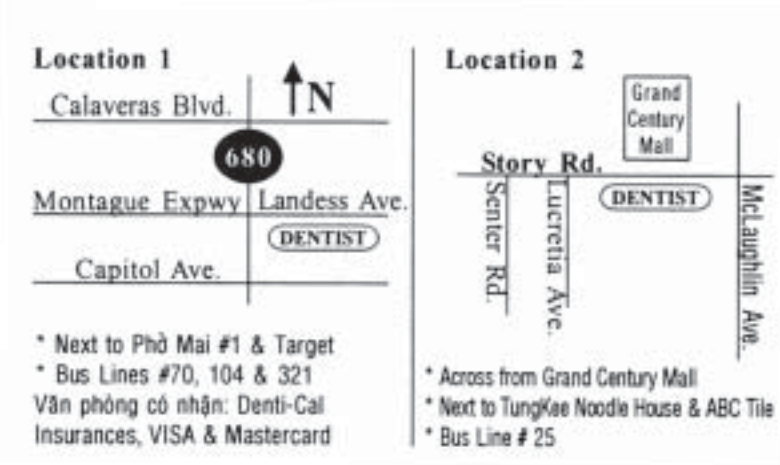 Location 1
N
Calaveras Blvd.
680
Montague Expwy Landess Ave.
DENTIST
Capitol Ave.
* Next to Phở Mai #1 & Target
* Bus Lines #70, 104 & 321
Văn phòng có nhận: Denti-Cal
Insurances, VISA & Mastercard
Location 2
Grand
Century
Mall
Story Rd.
DENTIST
Senter Rd.
Lucretia Ave.
McLaughlin Ave.
* Across from Grand Century Mall
* Next to TungKee Noodle House & ABC Tile
* Bus Line # 25